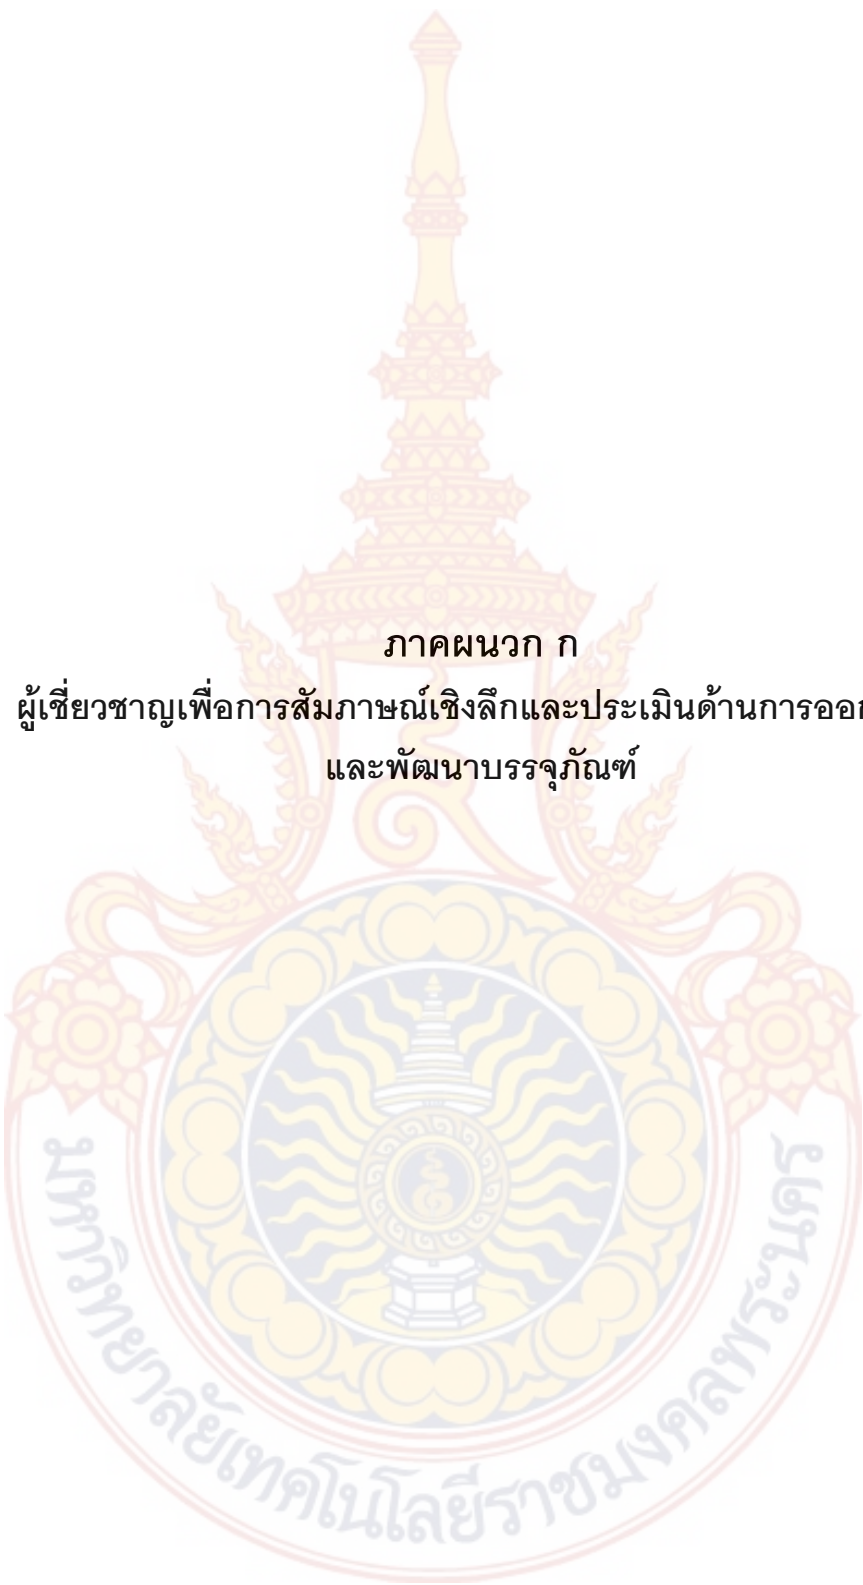 ภาคผนวก ก
ผู้เชี่ยวชาญเพื่อการสัมภาษณ์เชิงลึกและประเมินด้านการออก
และพัฒนาบรรจุภัณฑ์
มหาวิทยาลัยเทคโนโลยีราชมงคลพระนคร